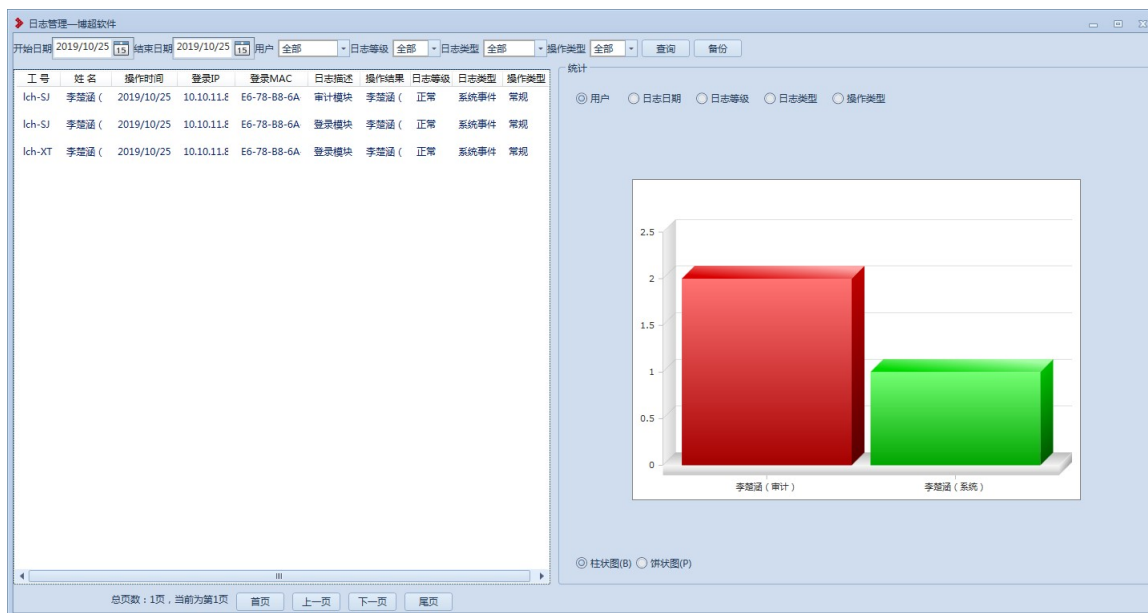 日志管理—博超软件
开始日期 2019/10/25 15 结束日期 2019/10/25 15 用户 全部 日志等级 全部 日志类型 全部 操作类型 全部 查询 备份
工号 姓名 操作时间 登录IP 登录MAC 日志描述 操作结果 日志等级 日志类型 操作类型
lch-SJ 李楚涵 ( 2019/10/25 10.10.11.8 E6-78-B8-6A 审计模块 李楚涵 ( 正常 系统事件 常规
lch-SJ 李楚涵 ( 2019/10/25 10.10.11.8 E6-78-B8-6A 登录模块 李楚涵 ( 正常 系统事件 常规
lch-XT 李楚涵 ( 2019/10/25 10.10.11.8 E6-78-B8-6A 登录模块 李楚涵 ( 正常 系统事件 常规
统计
用户 日志日期 日志等级 日志类型 操作类型
2.5
2
1.5
1
0.5
0
李楚涵 ( 审计 ) 李楚涵 ( 系统 )
柱状图(B) 饼状图(P)
总页数：1页，当前为第1页 首页 上一页 下一页 尾页